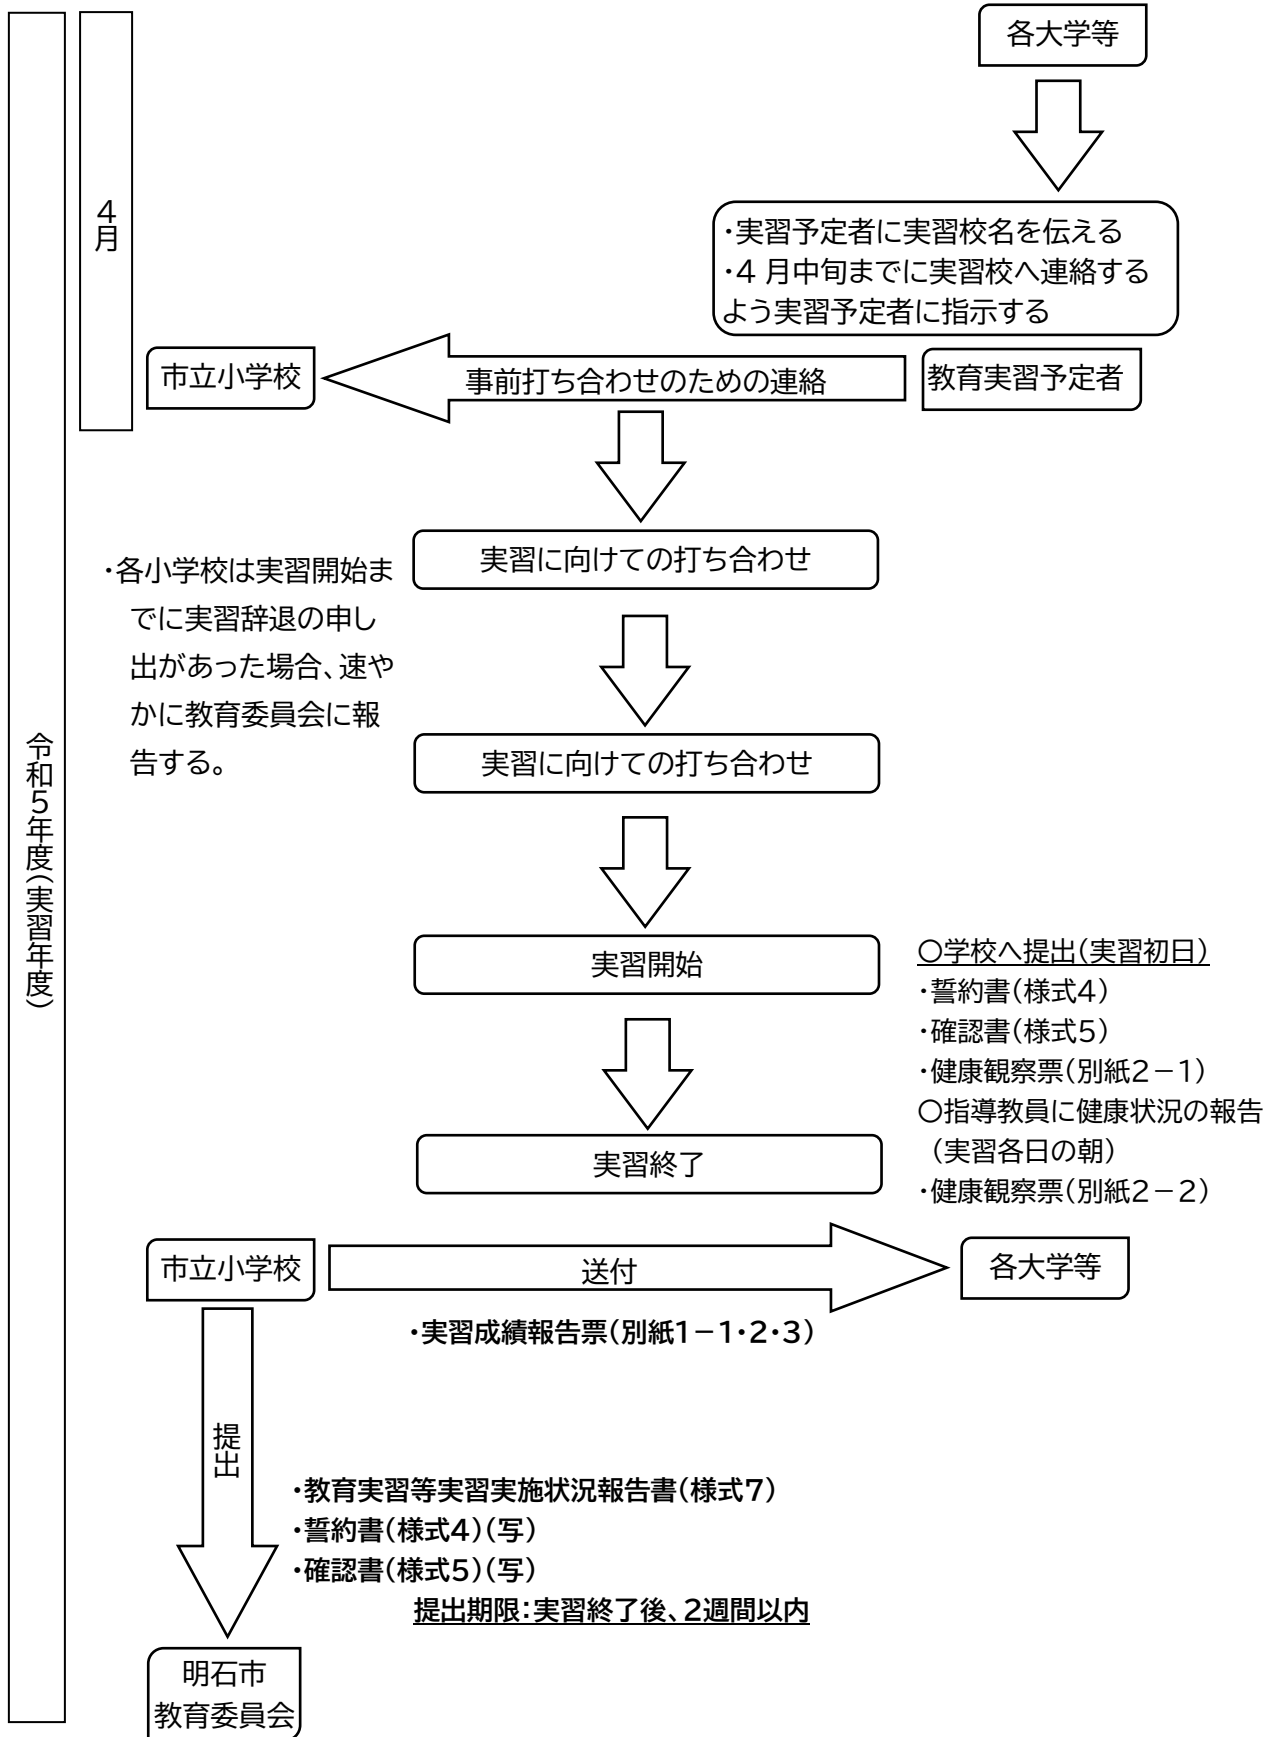 各大学等
4月
・実習予定者に実習校名を伝える
・4 月中旬までに実習校へ連絡する
よう実習予定者に指示する
市立小学校
事前打ち合わせのための連絡
教育実習予定者
実習に向けての打ち合わせ
・各小学校は実習開始ま
でに実習辞退の申し
出があった場合、速や
かに教育委員会に報
告する。
実習に向けての打ち合わせ
令和5年度（実習年度）
実習開始
○学校へ提出（実習初日）
・誓約書（様式4）
・確認書（様式5）
・健康観察票（別紙2－1）
○指導教員に健康状況の報告
（実習各日の朝）
・健康観察票（別紙2－2）
実習終了
市立小学校
送付
各大学等
・実習成績報告票（別紙1－1・2・3）
提出
・教育実習等実習実施状況報告書（様式7）
・誓約書（様式4）（写）
・確認書（様式5）（写）
提出期限：実習終了後、2週間以内
明石市
教育委員会